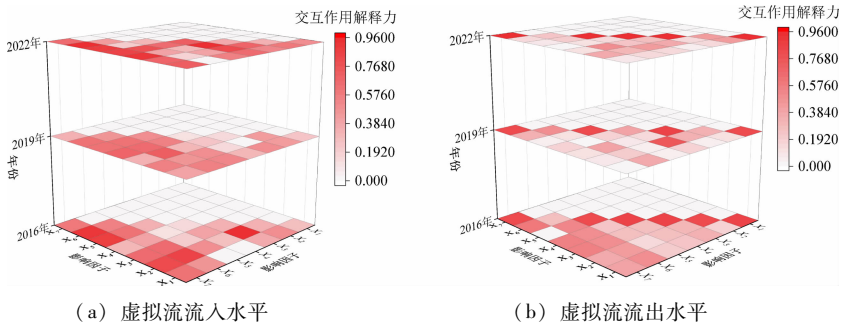 交互作用解释力
0.9600
0.7680
0.5760
0.3840
0.1920
0.000
2022年
2019年
2016年
年份
影响因子
影响因子
(a) 虚拟流流入水平
交互作用解释力
0.9600
0.7680
0.5760
0.3840
0.1920
0.000
2022年
2019年
2016年
年份
影响因子
影响因子
(b) 虚拟流流出水平